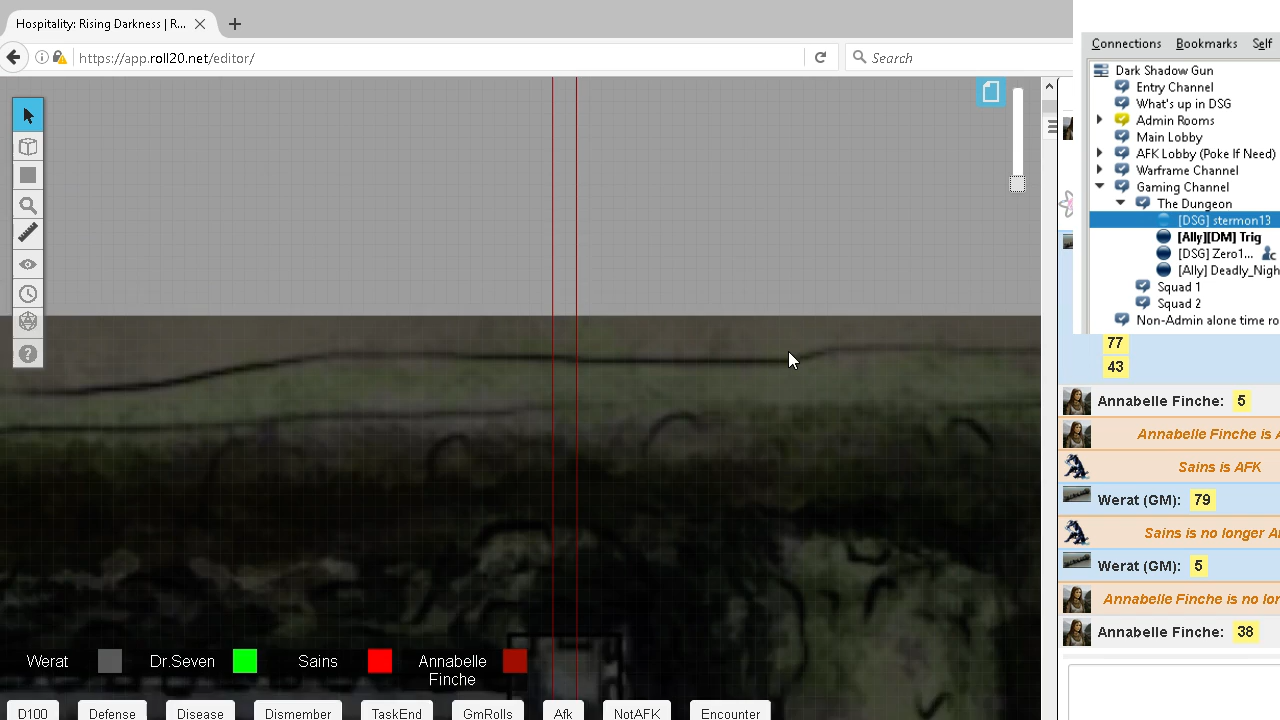 Hospitality: Rising Darkness | R...
https://app.roll20.net/editor/
Search
Connections Bookmarks Self
Dark Shadow Gun
Entry Channel
What's up in DSG
Admin Rooms
Main Lobby
AFK Lobby (Poke If Need)
Warframe Channel
Gaming Channel
The Dungeon
[DSG] stermon13
[Ally][DM] Trig
[DSG] Zero1...
[Ally] Deadly_Nigh
Squad 1
Squad 2
Non-Admin alone time ro
77
43
Annabelle Finche: 5
Annabelle Finche is A
Sains is AFK
Werat (GM): 79
Sains is no longer A
Werat (GM): 5
Annabelle Finche is no lon
Annabelle Finche: 38
Werat Dr.Seven Sains Annabelle Finche
D100 Defense Disease Dismember TaskEnd GmRolls Afk NotAFK Encounter